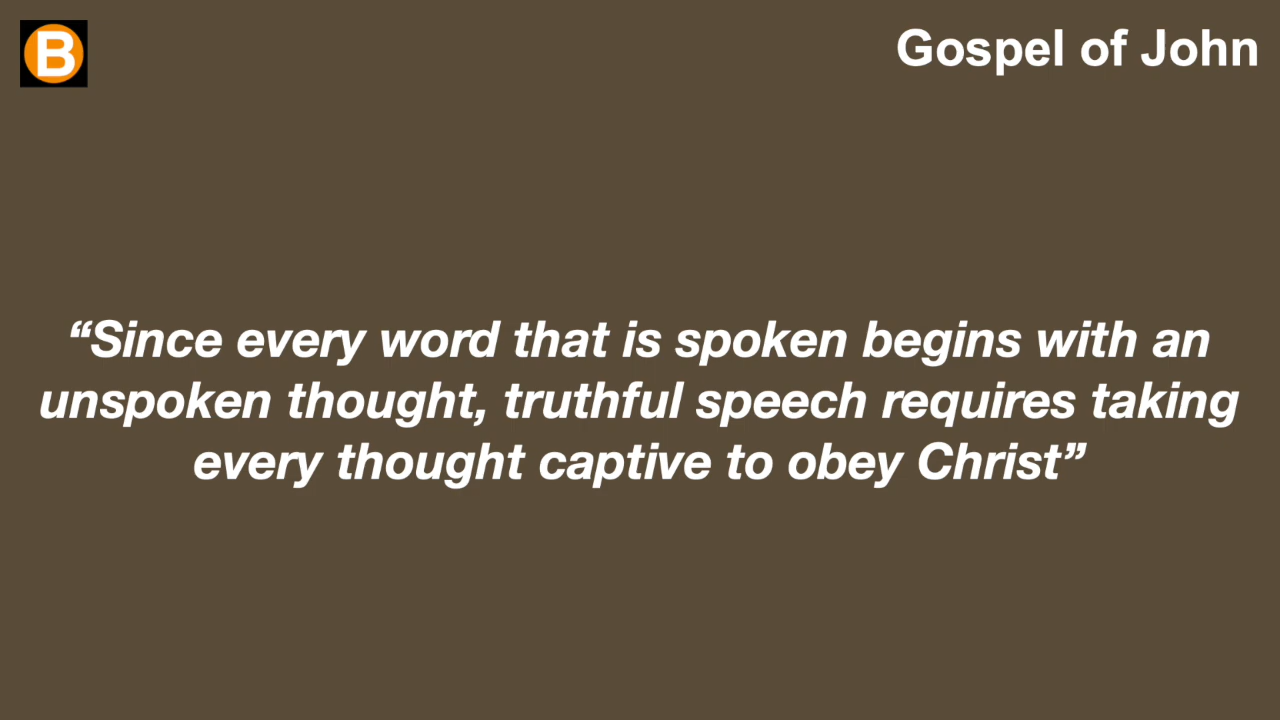 B
Gospel of John
“Since every word that is spoken begins with an
unspoken thought, truthful speech requires taking
every thought captive to obey Christ”